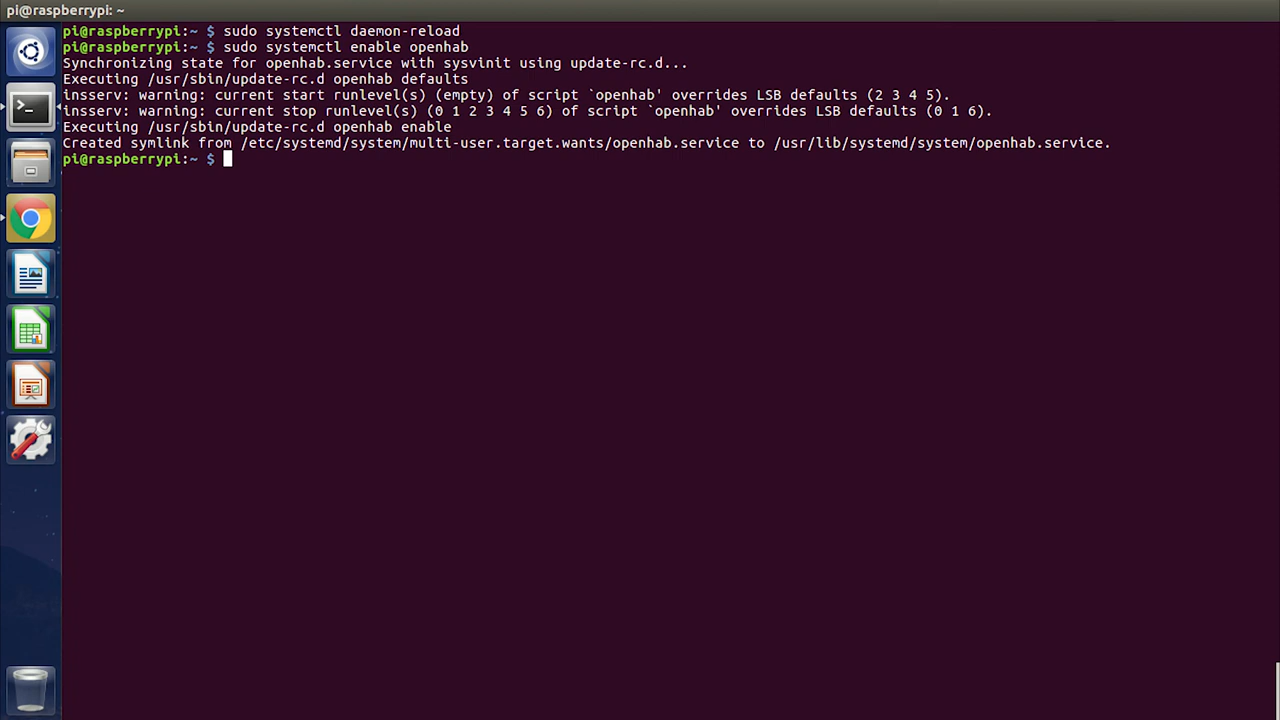 pi@raspberrypi: ~
pi@raspberrypi:~ $ sudo systemctl daemon-reload
pi@raspberrypi:~ $ sudo systemctl enable openhab
Synchronizing state for openhab.service with sysvinit using update-rc.d...
Executing /usr/sbin/update-rc.d openhab defaults
insserv: warning: current start runlevel(s) (empty) of script `openhab' overrides LSB defaults (2 3 4 5).
insserv: warning: current stop runlevel(s) (0 1 2 3 4 5 6) of script `openhab' overrides LSB defaults (0 1 6).
Executing /usr/sbin/update-rc.d openhab enable
Created symlink from /etc/systemd/system/multi-user.target.wants/openhab.service to /usr/lib/systemd/system/openhab.service.
pi@raspberrypi:~ $